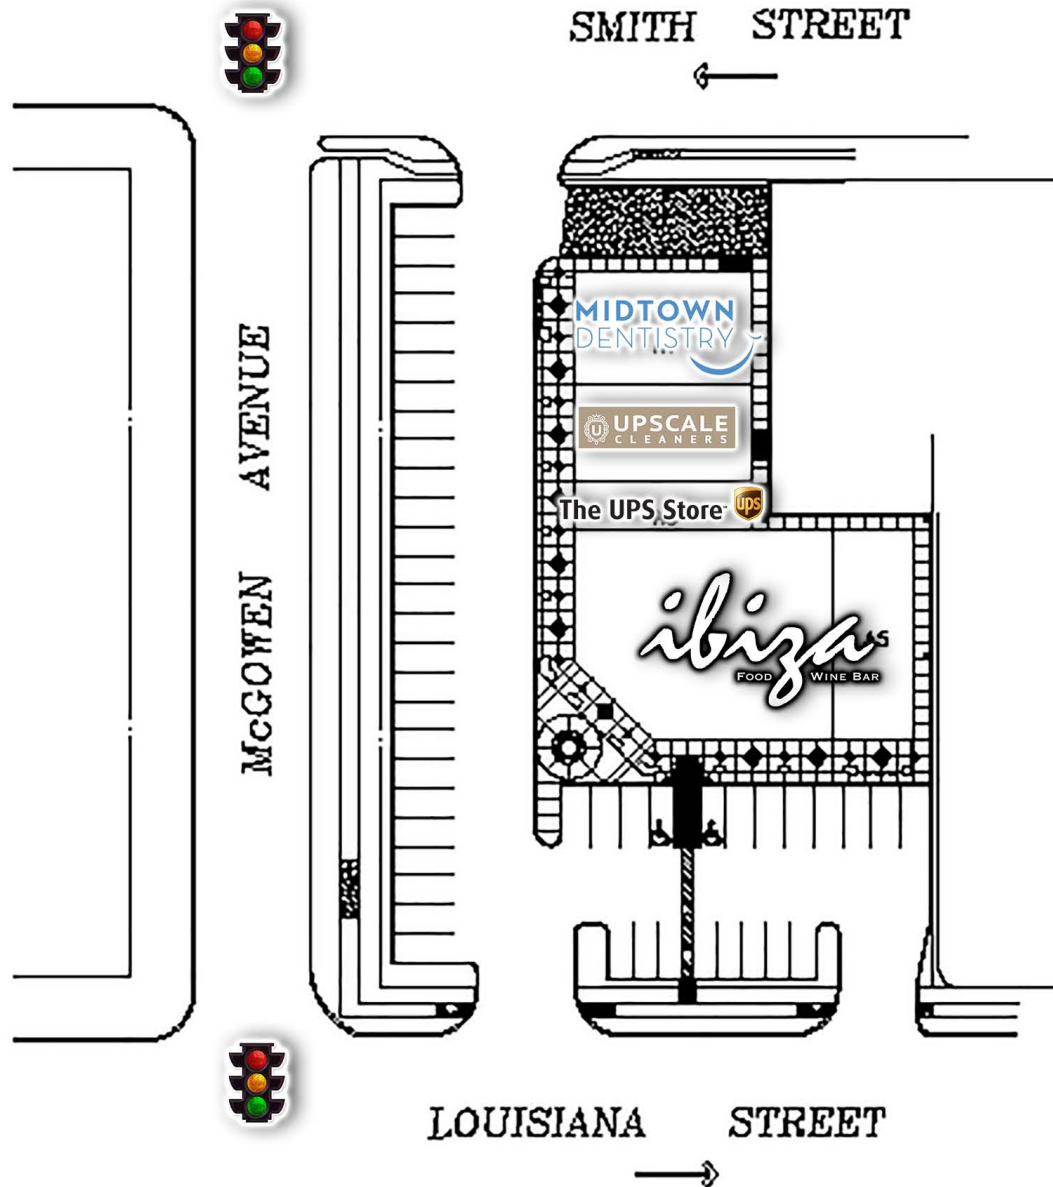 SMITH STREET
McGOWEN AVENUE
MIDTOWN
DENTISTRY
U UPSCALE
CLEANERS
The UPS Store
ups
ibiza
FOOD WINE BAR
LOUISIANA STREET